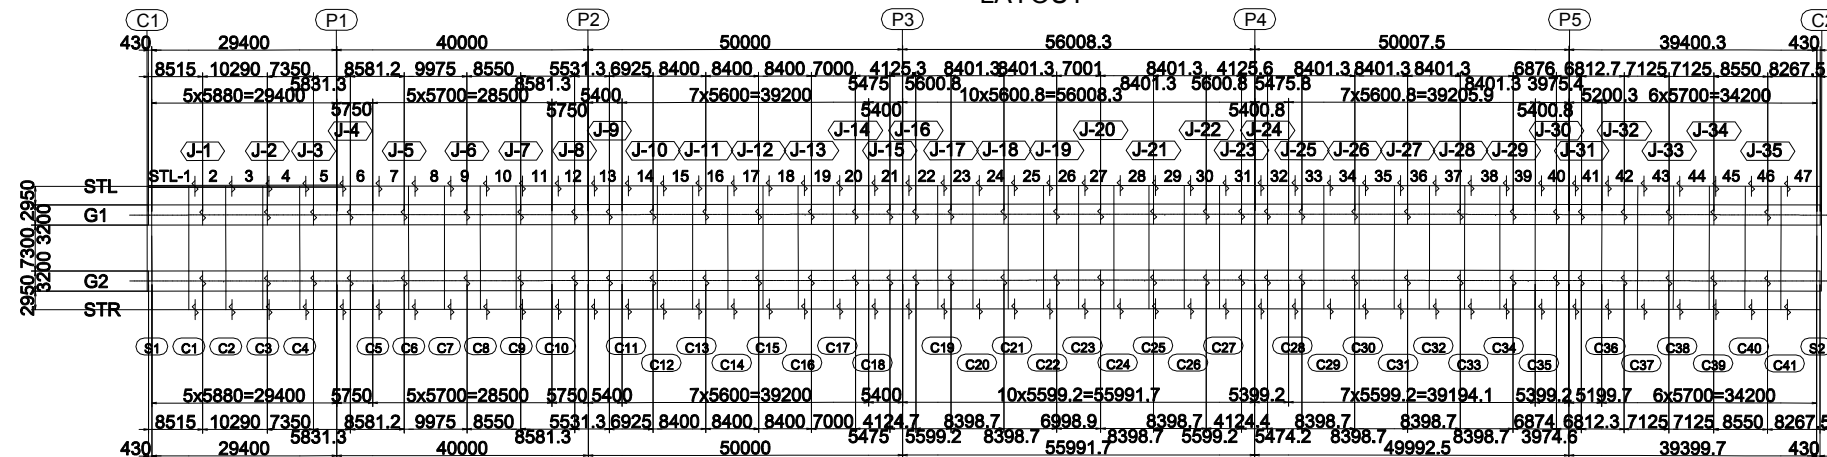 LAYOUT
C1 P1 P2 P3 P4 P5
430 29400 40000 50000 56008.3 50007.5 39400.3 430
8515 10290 7350 8581.2 9975 8550 5531.3 6925 8400 8400 8400 7000 4125.3 8401.3 8401.3 7001 8401.3 4125.6 8401.3 8401.3 8401.3 6876 6812.7 7125 7125 8550 8267.5
5831.3 8581.3 5475 5600.8 8401.3 5600.8 5475.8 8401.3 3975.4
5x5880=29400 5x5700=28500 5400 7x5600=39200 10x5600.8=56008.3 7x5600.8=39205.9 5200.3 6x5700=34200
5750 5750 5400 5400.8 5400.8
J-4 J-9 J-14 J-16 J-20 J-22 J-24 J-30 J-32 J-34
J-1 J-2 J-3 J-5 J-6 J-7 J-8 J-10 J-11 J-12 J-13 J-15 J-17 J-18 J-19 J-21 J-23 J-25 J-26 J-27 J-28 J-29 J-31 J-33 J-35
STL-1 2 3 4 5 6 7 8 9 10 11 12 13 14 15 16 17 18 19 20 21 22 23 24 25 26 27 28 29 30 31 32 33 34 35 36 37 38 39 40 41 42 43 44 45 46 47
STL
G1
G2
STR
2950 7300 2950
3200 3200
S1 C1 C2 C3 C4 C5 C6 C7 C8 C9 C10 C11 C13 C15 C17 C19 C21 C23 C25 C27 C28 C30 C32 C34 C36 C38 C40 S2
C12 C14 C16 C18 C20 C22 C24 C26 C29 C31 C33 C35 C37 C39 C41
5x5880=29400 5750 5x5700=28500 5750 5400 7x5600=39200 5400 10x5599.2=55991.7 5399.2 7x5599.2=39194.1 5399.2 5199.7 6x5700=34200
8515 10290 7350 8581.2 9975 8550 5531.3 6925 8400 8400 8400 7000 4124.7 8398.7 6998.9 8398.7 4124.4 8398.7 8398.7 6874 6812.3 7125 7125 8550 8267.5
5831.3 8581.3 5475 5599.2 8398.7 8398.7 5599.2 5474.2 8398.7 8398.7 3974.6
430 29400 40000 50000 55991.7 49992.5 39399.7 430